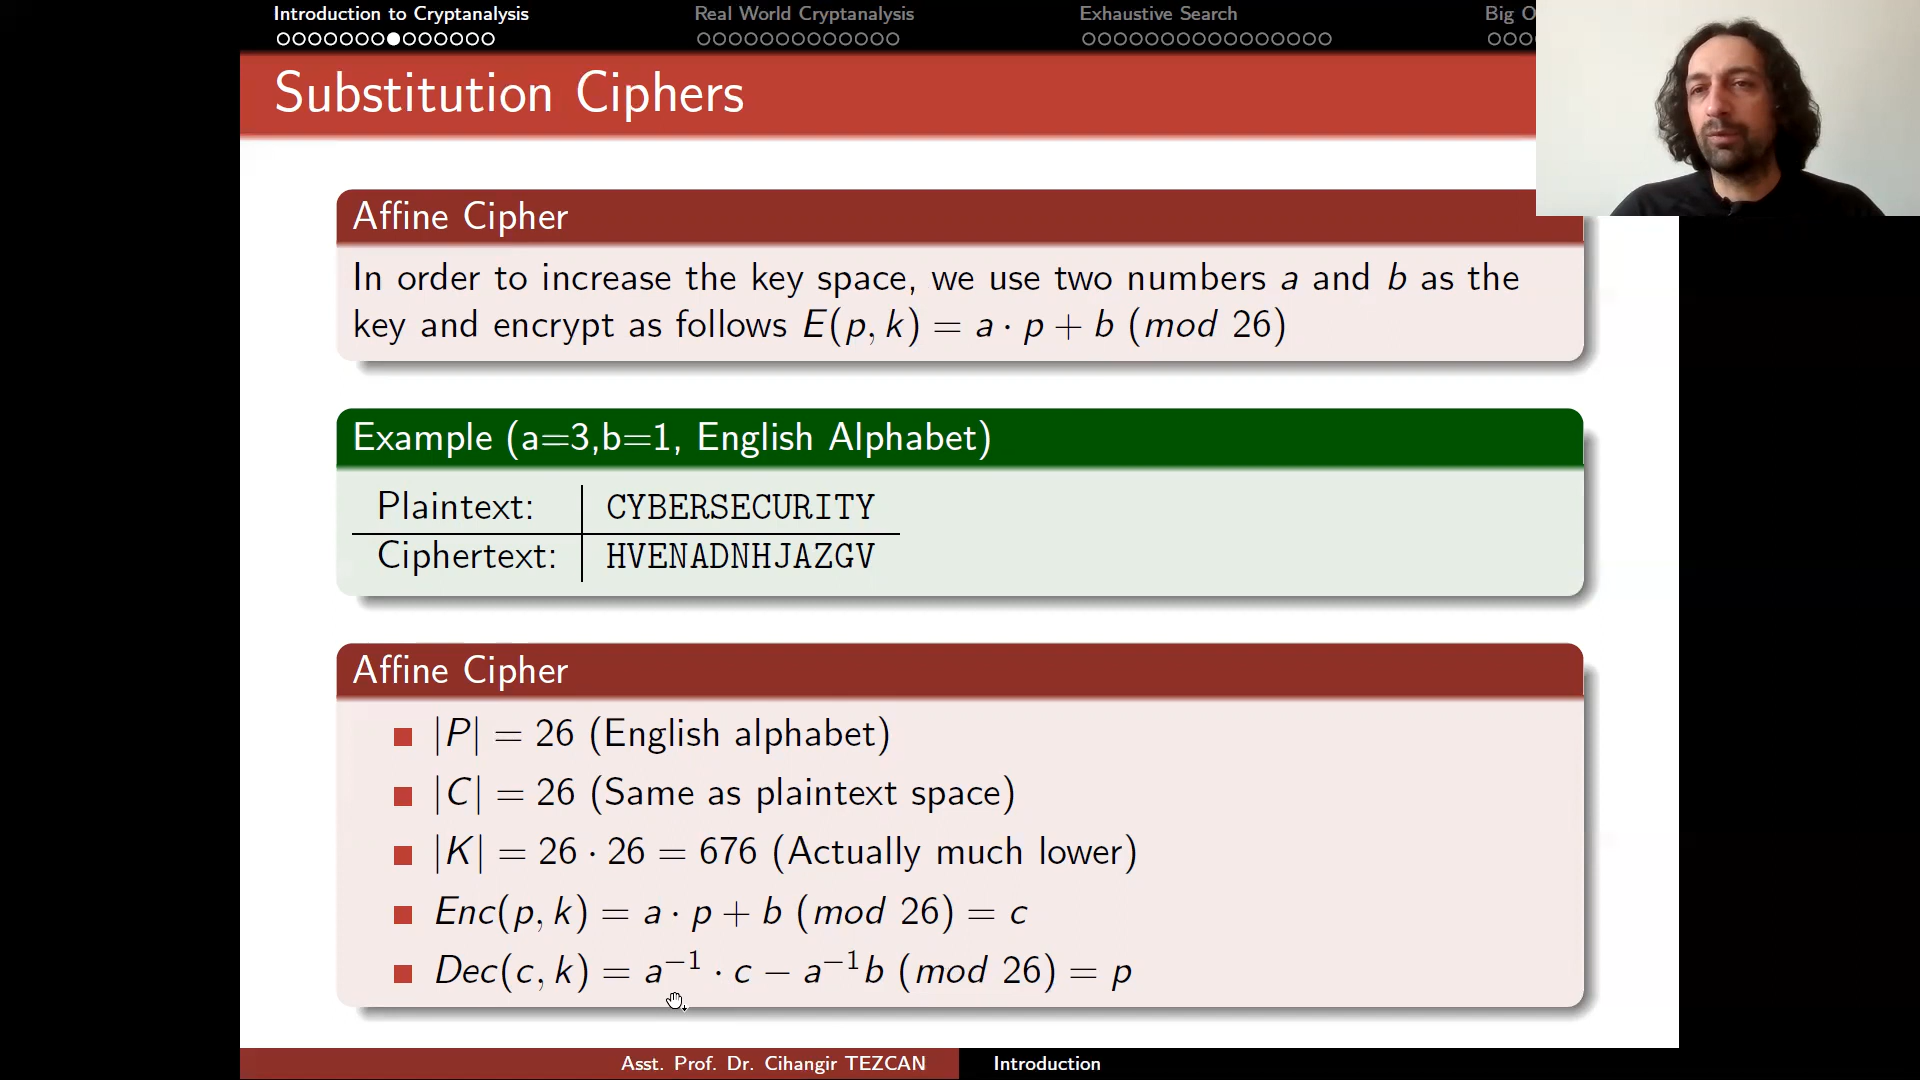 Introduction to Cryptanalysis
Real World Cryptanalysis
Exhaustive Search
Big O
Substitution Ciphers
Affine Cipher
In order to increase the key space, we use two numbers a and b as the
key and encrypt as follows E(p, k) = a · p + b (mod 26)
Example (a=3,b=1, English Alphabet)
Plaintext: CYBERSECURITY
Ciphertext: HVENADNHJAZGV
Affine Cipher
|P| = 26 (English alphabet)
|C| = 26 (Same as plaintext space)
|K| = 26 · 26 = 676 (Actually much lower)
Enc(p, k) = a · p + b (mod 26) = c
Dec(c, k) = a⁻¹ · c − a⁻¹b (mod 26) = p
Asst. Prof. Dr. Cihangir TEZCAN
Introduction